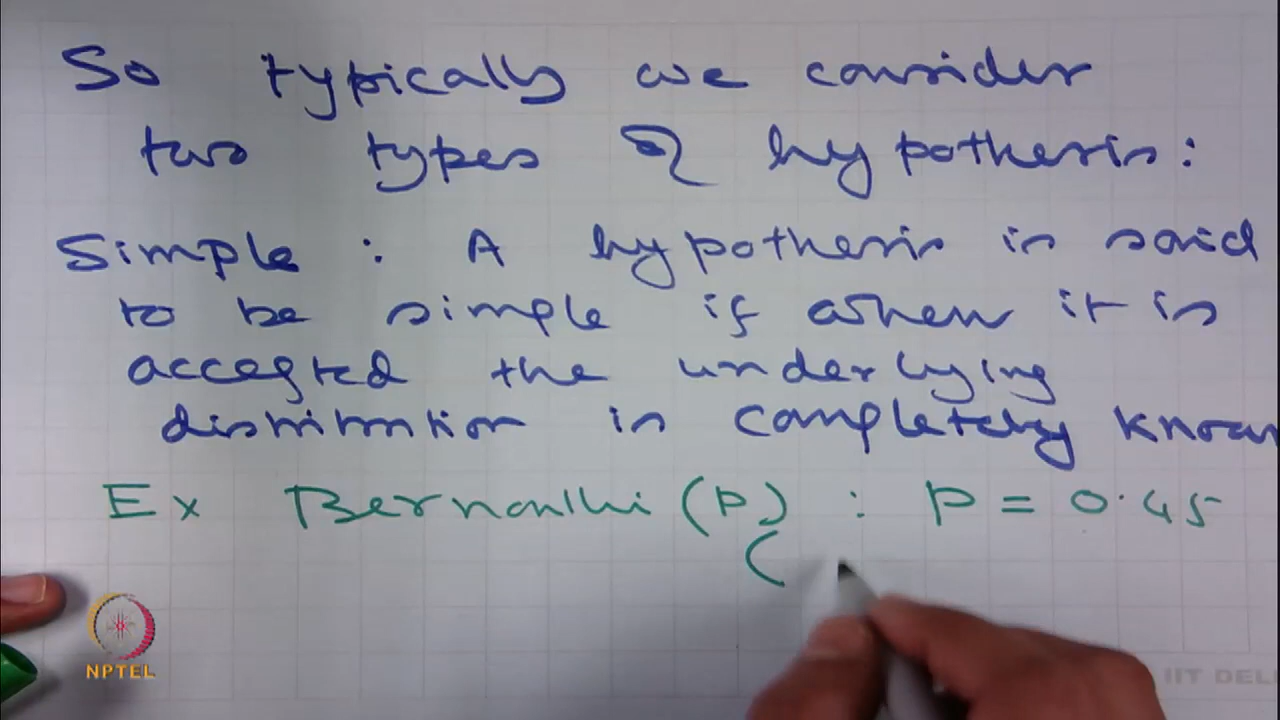 So typically we consider
two types of hypothesis:
Simple : A hypothesis is said
to be simple if when it is
accepted the underlying
distribution is completely known
Ex Bernoulli (p) : p = 0.45
(
NPTEL
IIT DEL